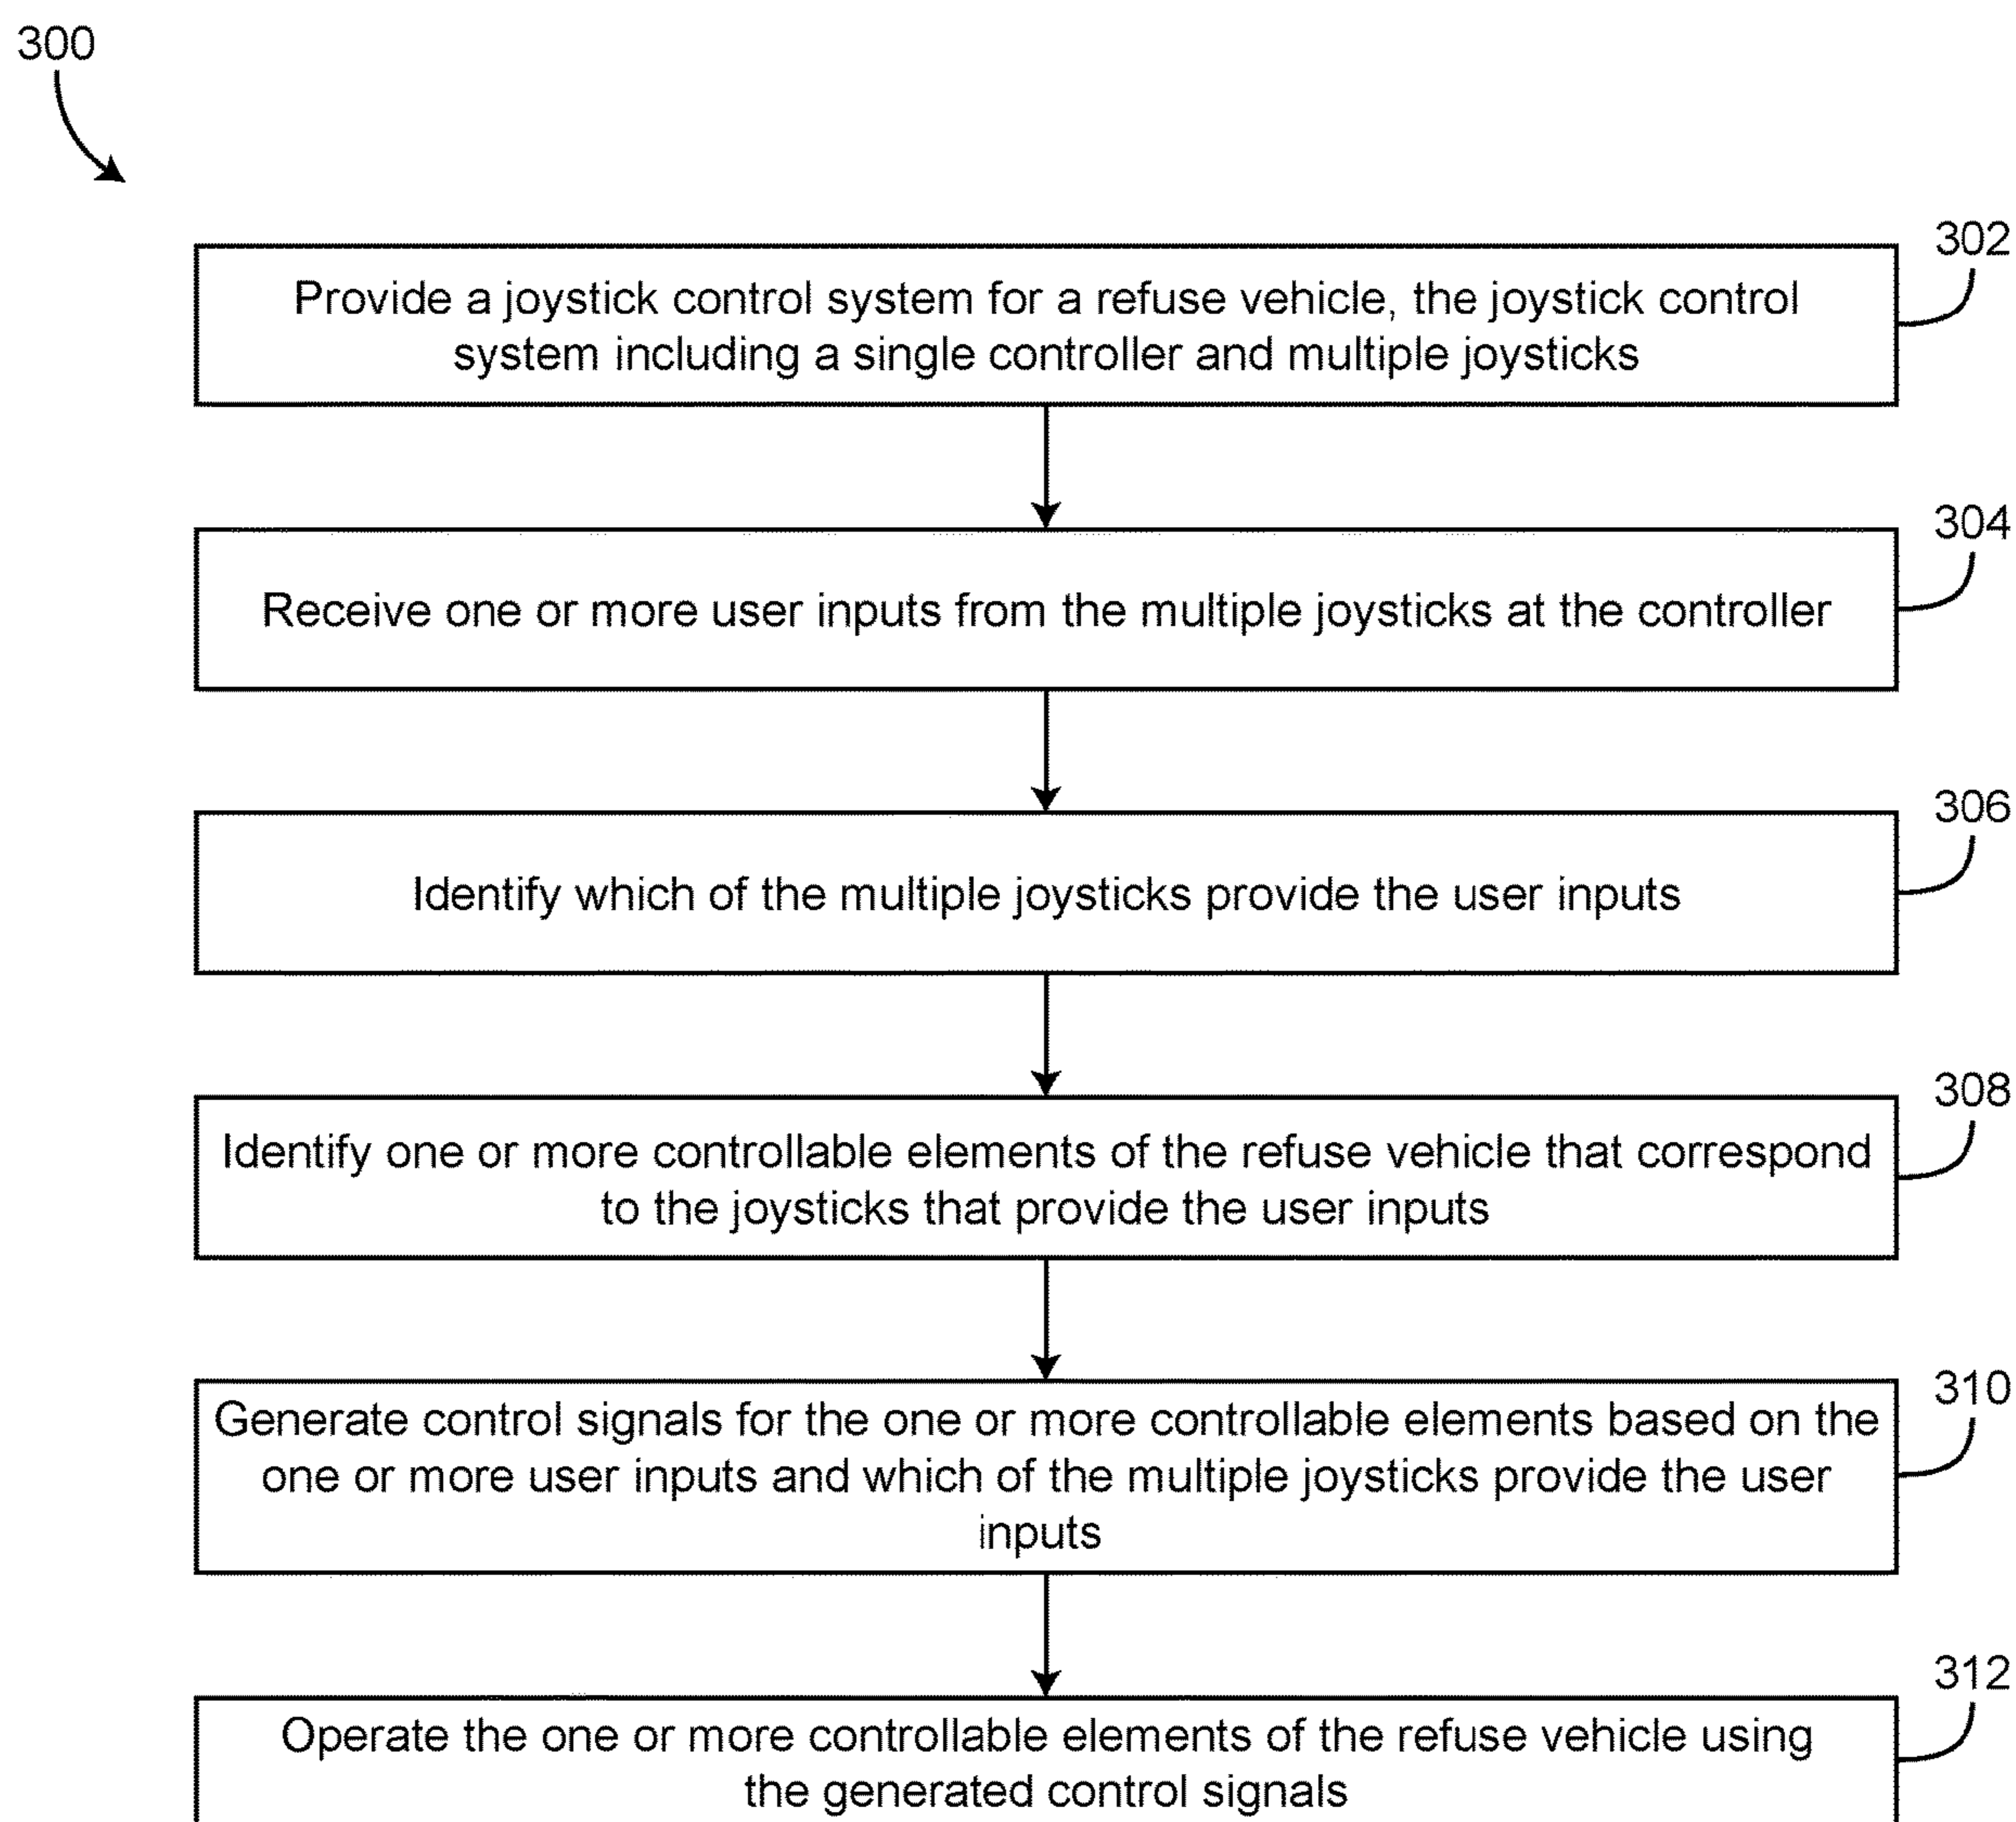 300
302
Provide a joystick control system for a refuse vehicle, the joystick control
system including a single controller and multiple joysticks
304
Receive one or more user inputs from the multiple joysticks at the controller
306
Identify which of the multiple joysticks provide the user inputs
308
Identify one or more controllable elements of the refuse vehicle that correspond
to the joysticks that provide the user inputs
310
Generate control signals for the one or more controllable elements based on the
one or more user inputs and which of the multiple joysticks provide the user
inputs
312
Operate the one or more controllable elements of the refuse vehicle using
the generated control signals